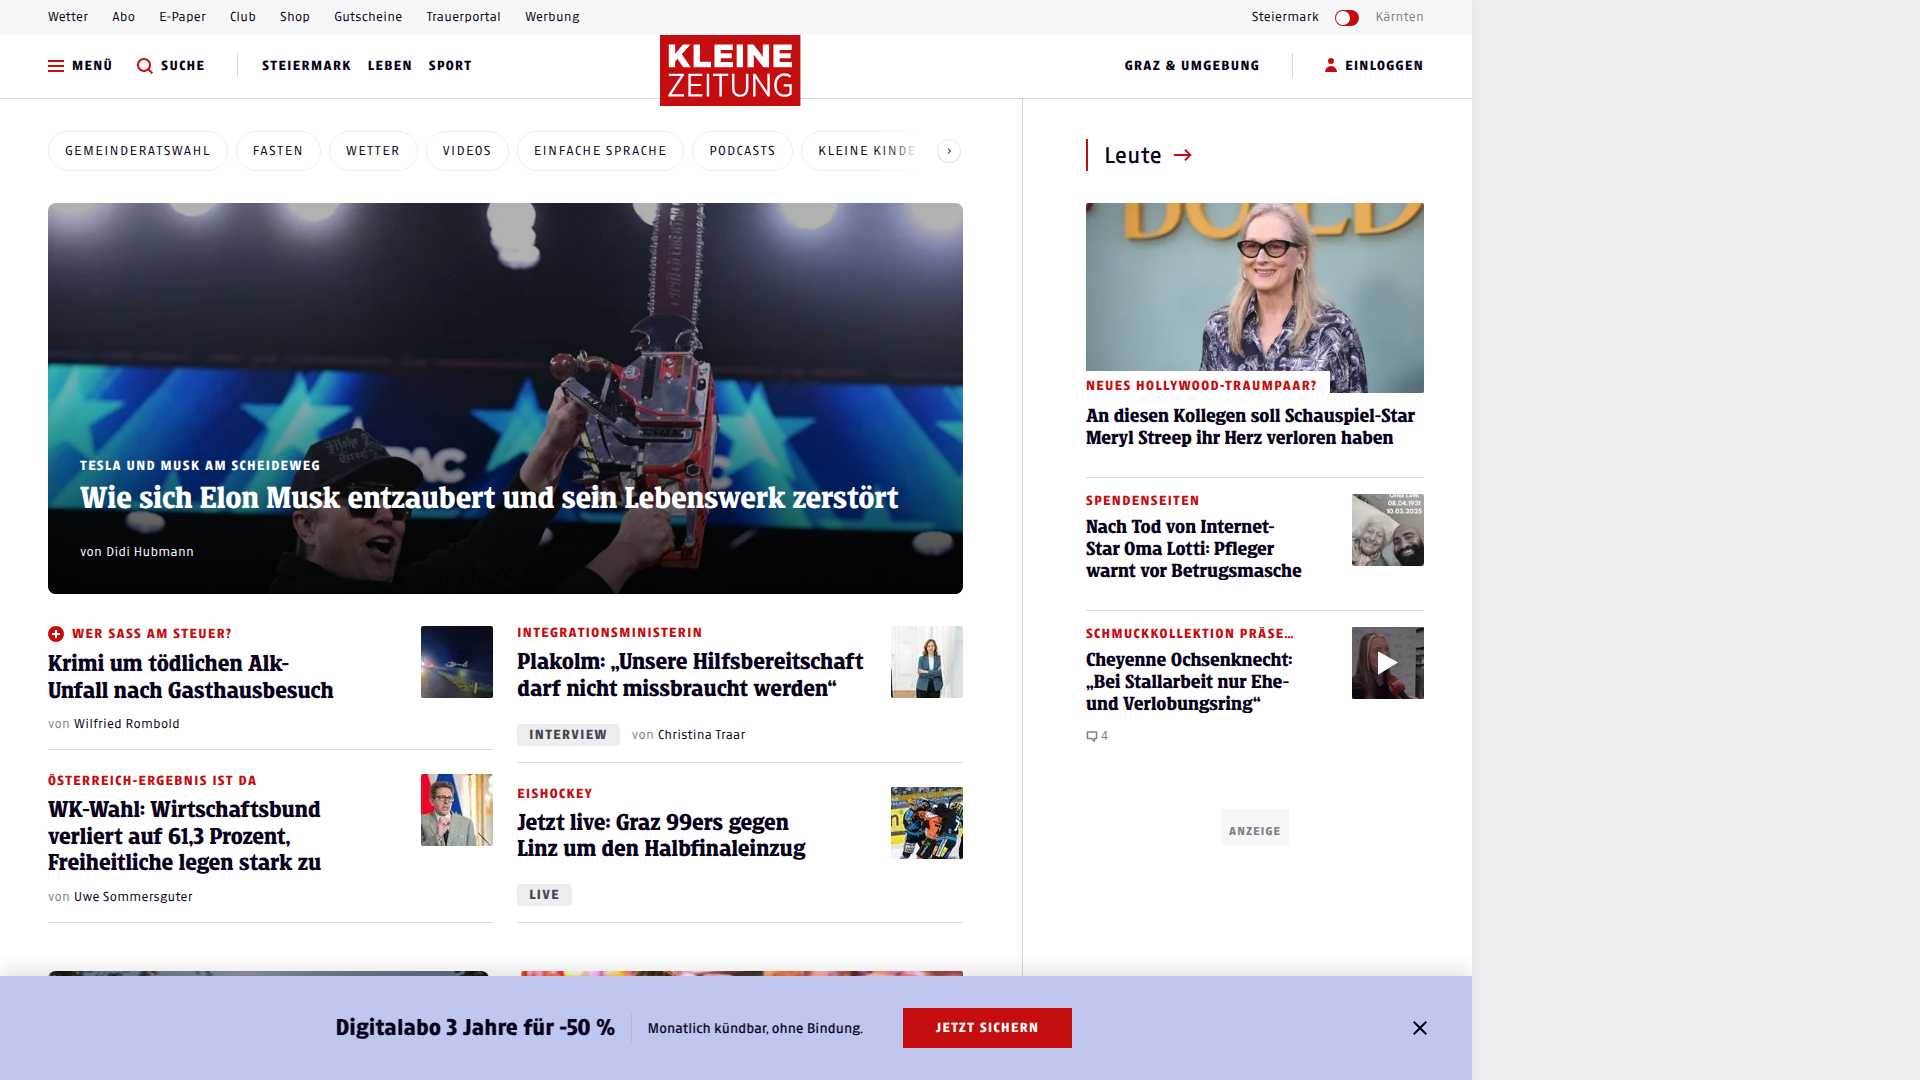 Wetter Abo E-Paper Club Shop Gutscheine Trauerportal Werbung Steiermark Kärnten
MENÜ SUCHE STEIERMARK LEBEN SPORT KLEINE ZEITUNG GRAZ & UMGEBUNG EINLOGGEN
GEMEINDERATSWAHL FASTEN WETTER VIDEOS EINFACHE SPRACHE PODCASTS KLEINE KINDE
TESLA UND MUSK AM SCHEIDEWEG
Wie sich Elon Musk entzaubert und sein Lebenswerk zerstört
von Didi Hubmann
WER SASS AM STEUER?
Krimi um tödlichen Alk-
Unfall nach Gasthausbesuch
von Wilfried Rombold
INTEGRATIONSMINISTERIN
Plakolm: „Unsere Hilfsbereitschaft
darf nicht missbraucht werden“
INTERVIEW von Christina Traar
ÖSTERREICH-ERGEBNIS IST DA
WK-Wahl: Wirtschaftsbund
verliert auf 61,3 Prozent,
Freiheitliche legen stark zu
von Uwe Sommersguter
EISHOCKEY
Jetzt live: Graz 99ers gegen
Linz um den Halbfinaleinzug
LIVE
Leute
NEUES HOLLYWOOD-TRAUMPAAR?
An diesen Kollegen soll Schauspiel-Star
Meryl Streep ihr Herz verloren haben
SPENDENSEITEN
Nach Tod von Internet-
Star Oma Lotti: Pfleger
warnt vor Betrugsmasche
08.04.1931
10.03.2025
SCHMUCKKOLLEKTION PRÄSE...
Cheyenne Ochsenknecht:
„Bei Stallarbeit nur Ehe-
und Verlobungsring“
4
ANZEIGE
Digitalabo 3 Jahre für -50 % Monatlich kündbar, ohne Bindung. JETZT SICHERN